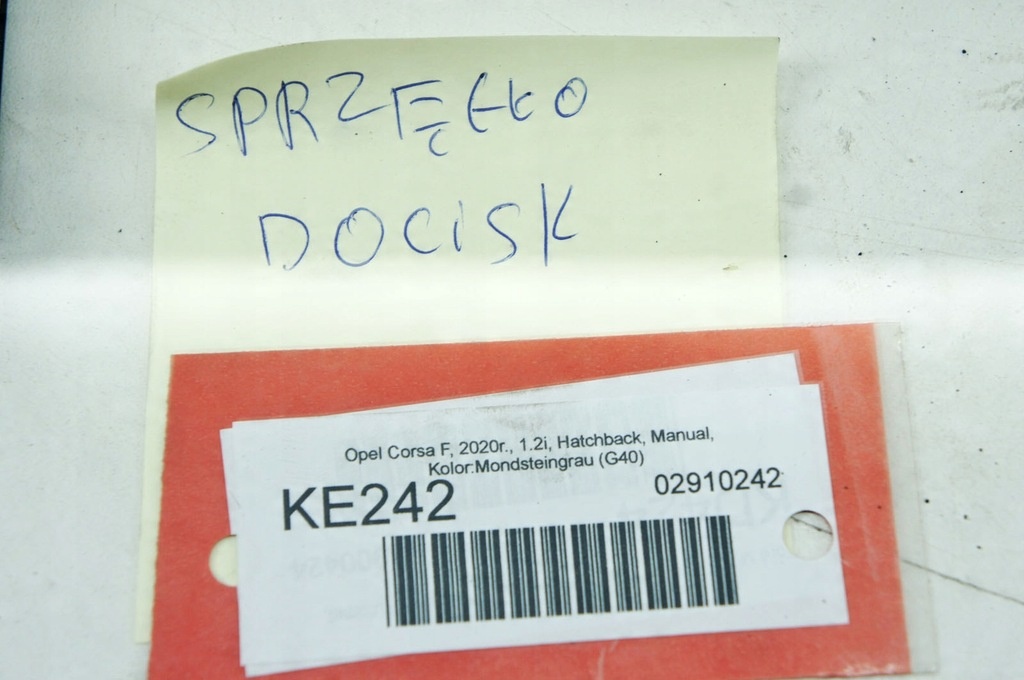 SPRZĘGŁO
DOCISK
Opel Corsa F, 2020r., 1.2i, Hatchback, Manual,
Kolor:Mondsteingrau (G40)
KE242
02910242